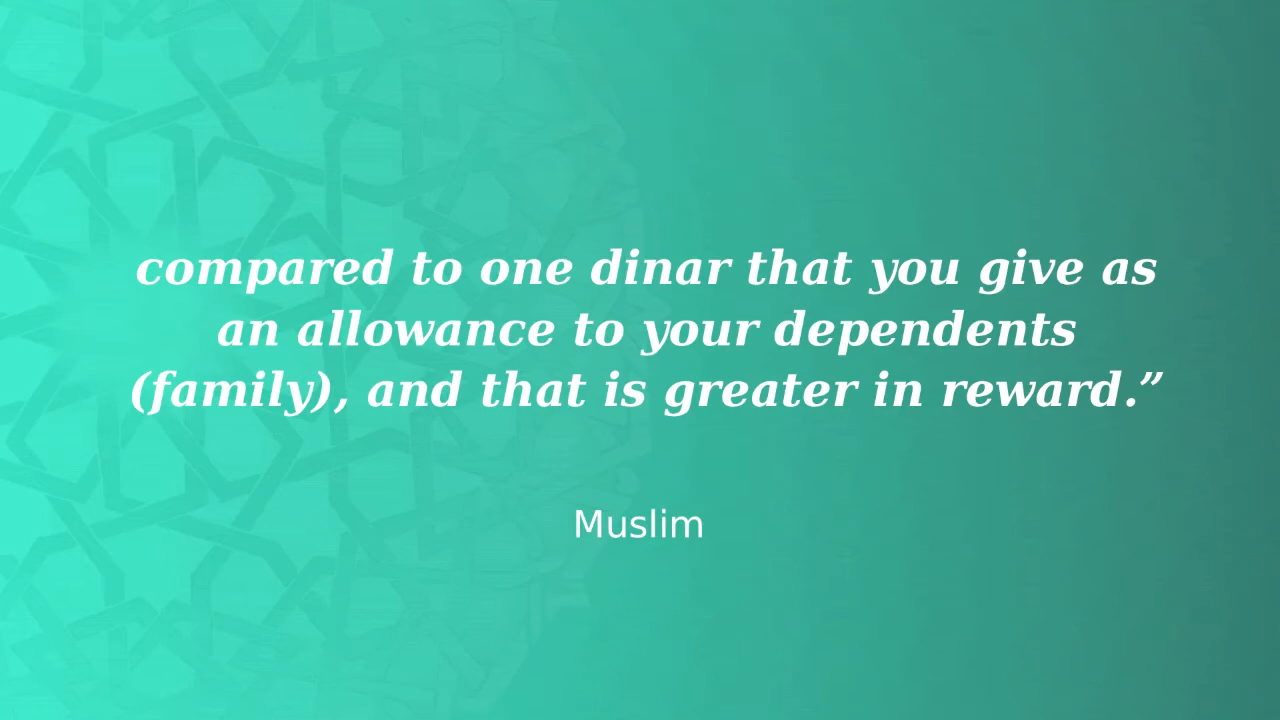 compared to one dinar that you give as
an allowance to your dependents
(family), and that is greater in reward.”
Muslim